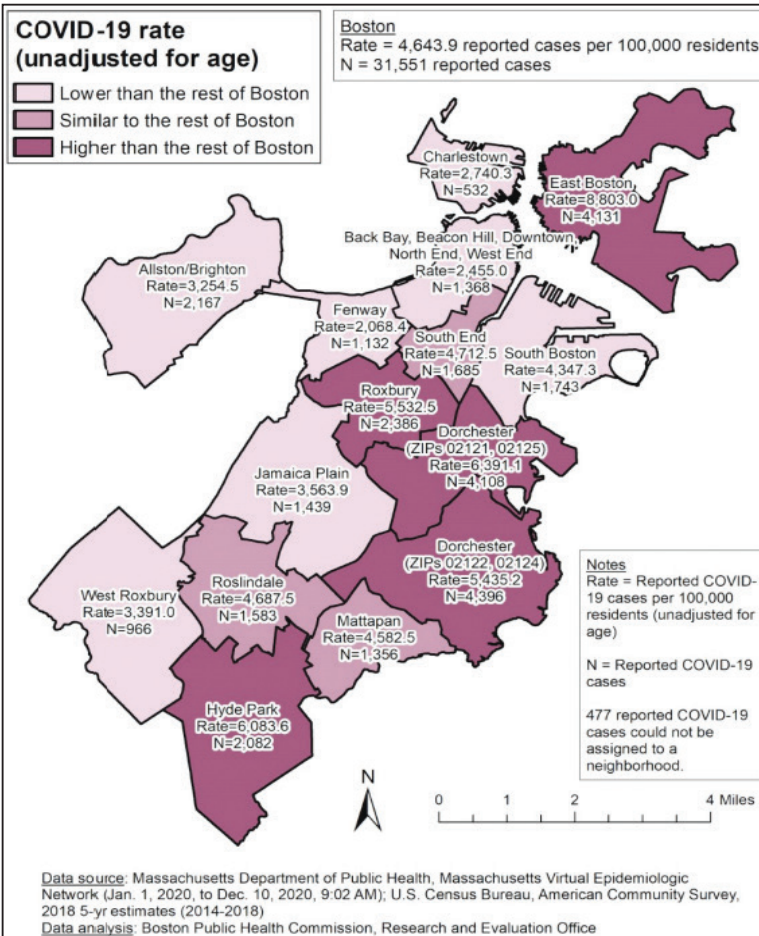 COVID-19 rate
(unadjusted for age)
Lower than the rest of Boston
Similar to the rest of Boston
Higher than the rest of Boston
Boston
Rate = 4,643.9 reported cases per 100,000 residents
N = 31,551 reported cases
Charlestown
Rate=2,740.3
N=532
East Boston
Rate=8,803.0
N=4,131
Back Bay, Beacon Hill, Downtown,
North End, West End
Rate=2,455.0
N=1,368
Allston/Brighton
Rate=3,254.5
N=2,167
Fenway
Rate=2,068.4
N=1,132
South End
Rate=4,712.5
N=1,685
South Boston
Rate=4,347.3
N=1,743
Roxbury
Rate=5,532.5
N=2,386
Dorchester
(ZIPs 02121, 02125)
Rate=6,391.1
N=4,108
Jamaica Plain
Rate=3,563.9
N=1,439
Dorchester
(ZIPs 02122, 02124)
Rate=5,435.2
N=4,396
West Roxbury
Rate=3,391.0
N=966
Roslindale
Rate=4,687.5
N=1,583
Mattapan
Rate=4,582.5
N=1,356
Hyde Park
Rate=6,083.6
N=2,082
Notes
Rate = Reported COVID-
19 cases per 100,000
residents (unadjusted for
age)
N = Reported COVID-19
cases
477 reported COVID-19
cases could not be
assigned to a
neighborhood.
N
0 1 2 4 Miles
Data source: Massachusetts Department of Public Health, Massachusetts Virtual Epidemiologic
Network (Jan. 1, 2020, to Dec. 10, 2020, 9:02 AM); U.S. Census Bureau, American Community Survey,
2018 5-yr estimates (2014-2018)
Data analysis: Boston Public Health Commission, Research and Evaluation Office